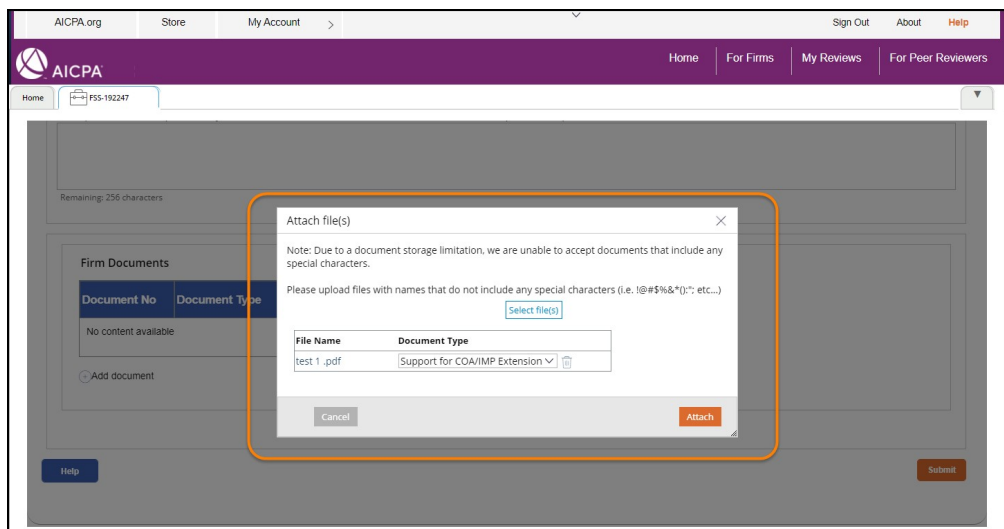 AICPA.org Store My Account > Sign Out About Help
AICPA Home For Firms My Reviews For Peer Reviewers
Home FSS-192247
Remaining: 256 characters
Attach file(s)
Note: Due to a document storage limitation, we are unable to accept documents that include any
special characters.
Please upload files with names that do not include any special characters (i.e. !@#$%&*():"; etc...)
Select file(s)
File Name Document Type
test 1 .pdf Support for COA/IMP Extension
Cancel Attach
Firm Documents
Document No Document Type
No content available
Add document
Help Submit